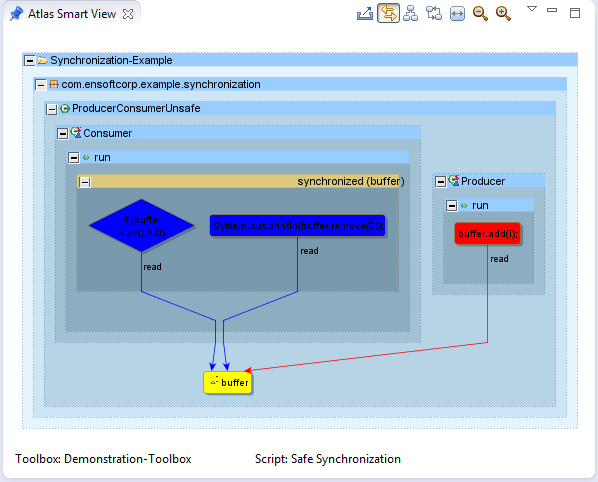 Atlas Smart View
Synchronization-Example
com.ensoftcorp.example.synchronization
ProducerConsumerUnsafe
Consumer
run
synchronized (buffer)
if (buffer.
size() > 0)
System.out.println(buffer.remove(0));
read
read
Producer
run
buffer.add(i);
read
buffer
Toolbox: Demonstration-Toolbox
Script: Safe Synchronization